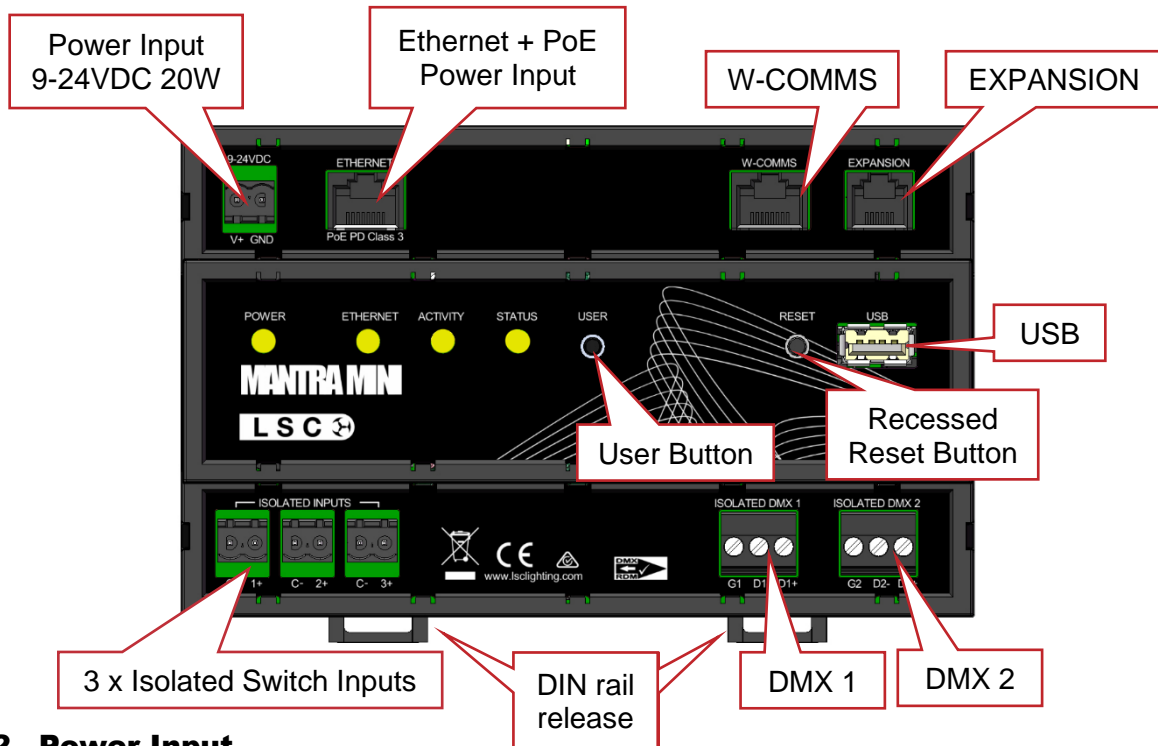 Power Input
9-24VDC 20W
Ethernet + PoE
Power Input
W-COMMS
EXPANSION
9-24VDC
ETHERNET
W-COMMS
EXPANSION
V+ GND
PoE PD Class 3
POWER
ETHERNET
ACTIVITY
STATUS
USER
RESET
USB
USB
MANTRA MINI
LSC
User Button
Recessed
Reset Button
ISOLATED INPUTS
ISOLATED DMX 1
ISOLATED DMX 2
1+
C- 2+
C- 3+
CE
www.lsclighting.com
DMX
RDM
G1 D1 D1+
G2 D2-
3 x Isolated Switch Inputs
DIN rail
release
DMX 1
DMX 2
Power Input